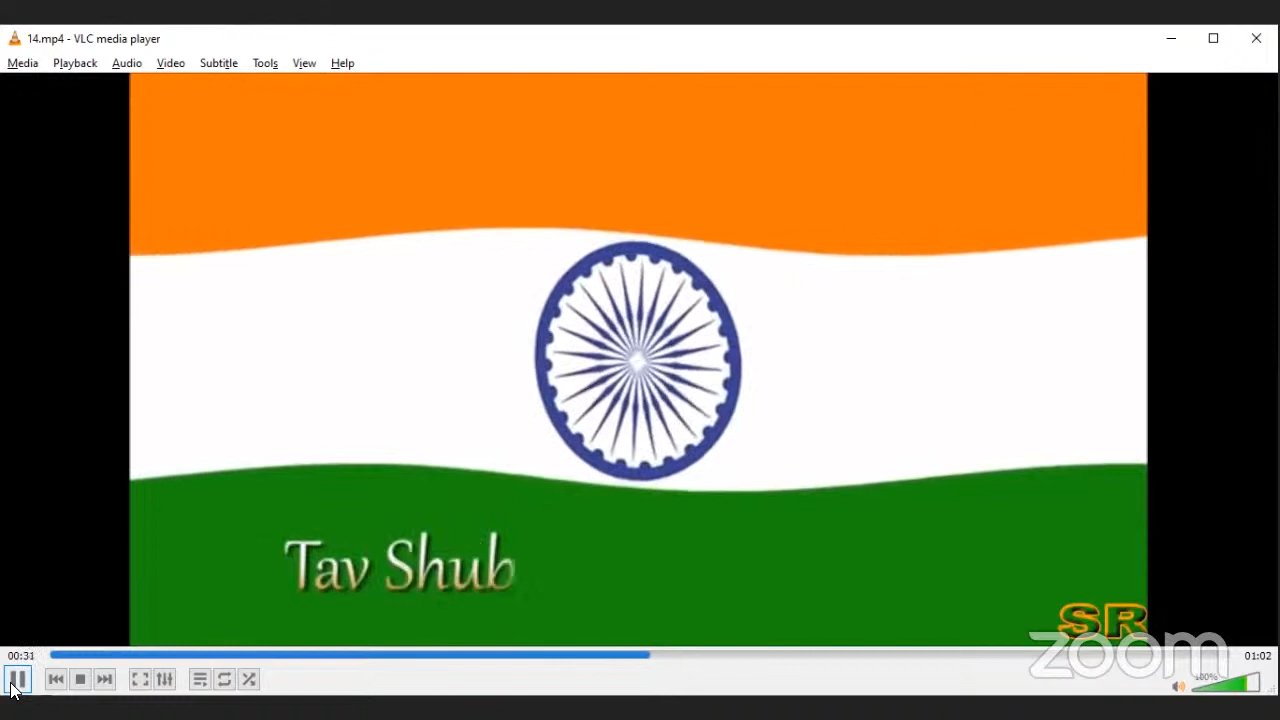 14.mp4 - VLC media player
Media Playback Audio Video Subtitle Tools View Help
Tav Shub
SR
zoom
00:31
01:02
100%